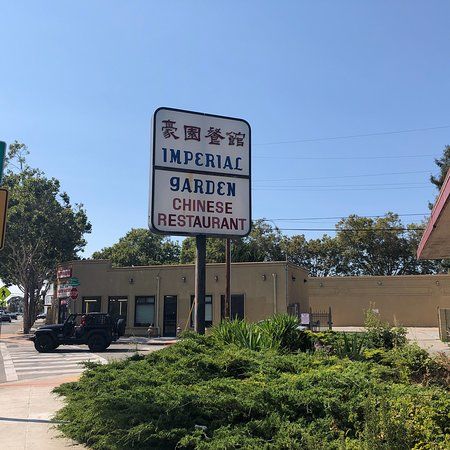 豪園餐館
IMPERIAL
GARDEN
CHINESE
RESTAURANT